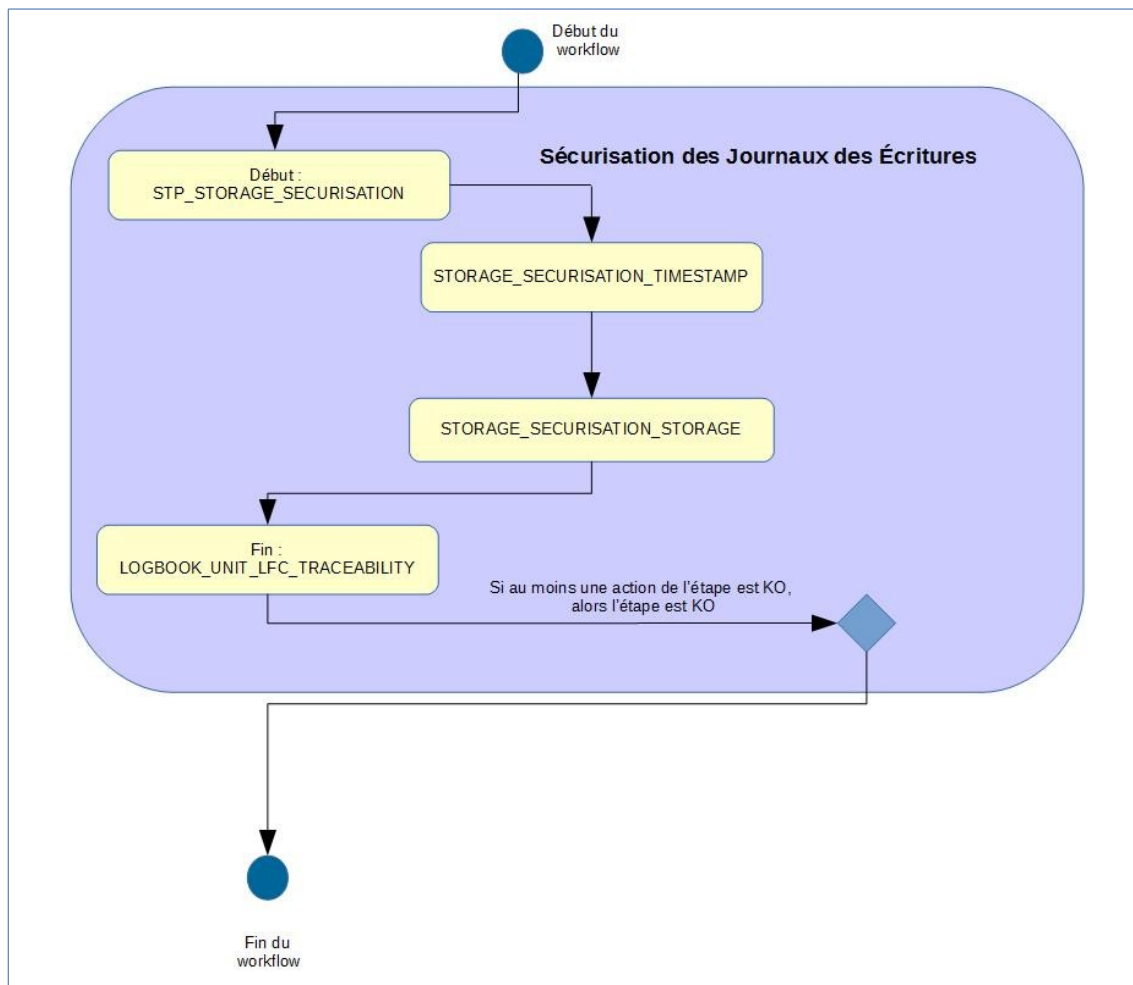 Début du
workflow
Sécurisation des Journaux des Écritures
Début :
STP_STORAGE_SECURISATION
STORAGE_SECURISATION_TIMESTAMP
STORAGE_SECURISATION_STORAGE
Fin :
LOGBOOK_UNIT_LFC_TRACEABILITY
Si au moins une action de l'étape est KO,
alors l'étape est KO
Fin du
workflow